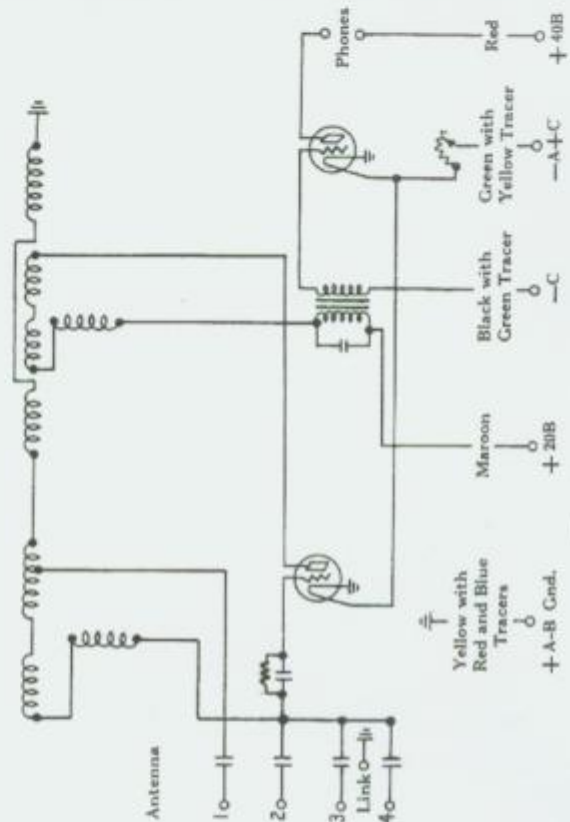 Antenna
1
2
3
Link
4
Phones
Yellow with
Red and Blue
Tracers
+ A-B Gnd.
Maroon
+ 20B
Black with
Green Tracer
—C
Green with
Yellow Tracer
—A+C
Red
+ 40B